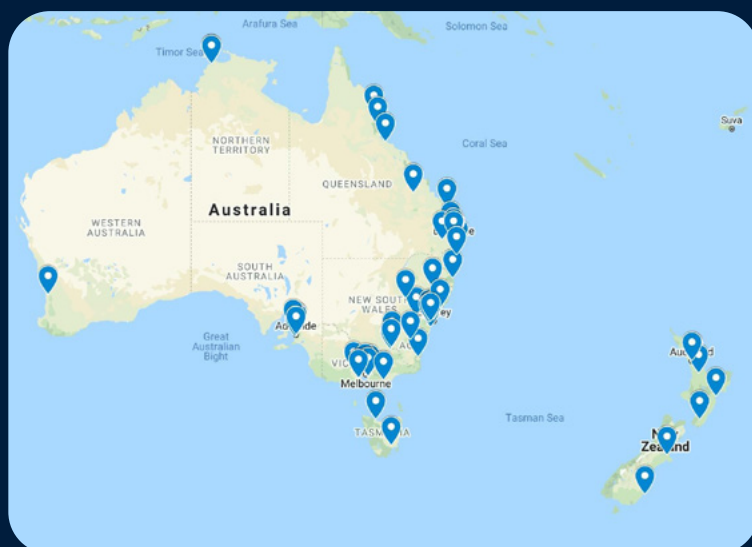 Arafura Sea
Solomon Sea
Timor Sea
Suva
NORTHERN
TERRITORY
Coral Sea
QUEENSLAND
Australia
WESTERN
AUSTRALIA
SOUTH
AUSTRALIA
NEW SOUTH
WALES
Great
Australian
Bight
Melbourne
Tasman Sea
Zealand